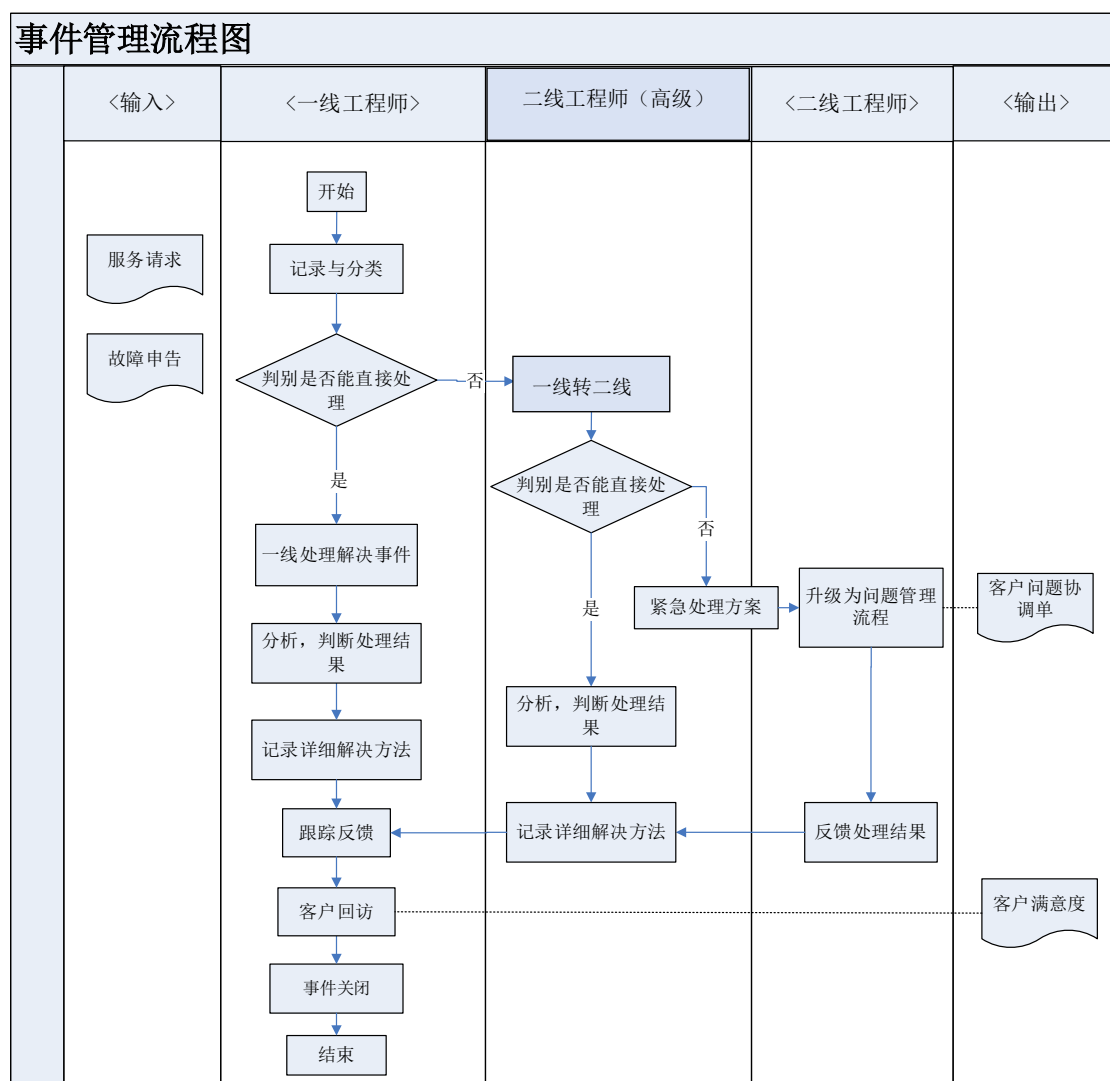 事件管理流程图
<输入>
<一线工程师>
二线工程师（高级）
<二线工程师>
<输出>
开始
服务请求
记录与分类
故障申告
判别是否能直接处
理
否
一线转二线
是
判别是否能直接处
理
否
一线处理解决事件
是
紧急处理方案
升级为问题管理
流程
客户问题协
调单
分析，判断处理结
果
分析，判断处理结
果
记录详细解决方法
跟踪反馈
记录详细解决方法
反馈处理结果
客户回访
客户满意度
事件关闭
结束